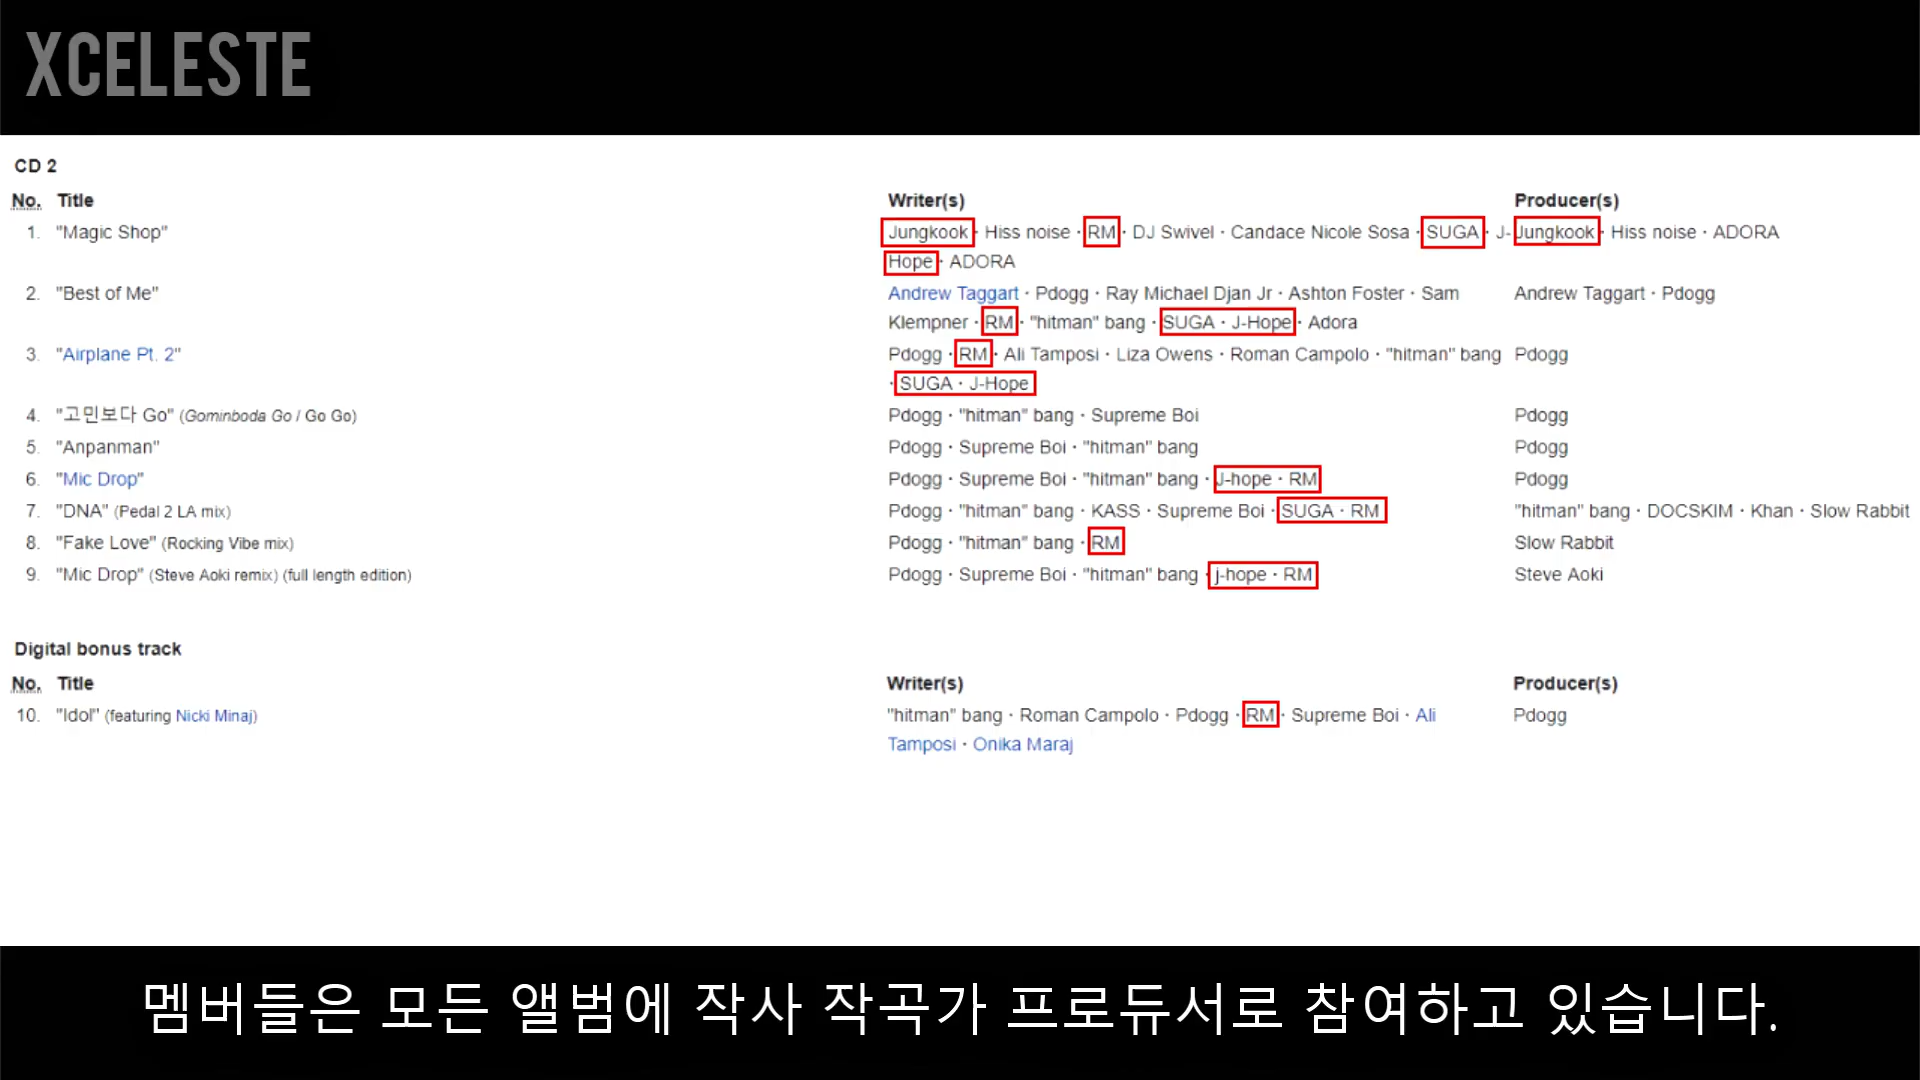 XCELESTE
CD 2
No. Title Writer(s) Producer(s)
1. "Magic Shop" Jungkook · Hiss noise · RM · DJ Swivel · Candace Nicole Sosa · SUGA · J- Jungkook · Hiss noise · ADORA
Hope · ADORA
2. "Best of Me" Andrew Taggart · Pdogg · Ray Michael Djan Jr · Ashton Foster · Sam Andrew Taggart · Pdogg
Klempner · RM · "hitman" bang · SUGA · J-Hope · Adora
3. "Airplane Pt. 2" Pdogg · RM · Ali Tamposi · Liza Owens · Roman Campolo · "hitman" bang Pdogg
· SUGA · J-Hope
4. "고민보다 Go" (Gominboda Go / Go Go) Pdogg · "hitman" bang · Supreme Boi Pdogg
5. "Anpanman" Pdogg · Supreme Boi · "hitman" bang Pdogg
6. "Mic Drop" Pdogg · Supreme Boi · "hitman" bang · J-hope · RM Pdogg
7. "DNA" (Pedal 2 LA mix) Pdogg · "hitman" bang · KASS · Supreme Boi · SUGA · RM "hitman" bang · DOCSKIM · Khan · Slow Rabbit
8. "Fake Love" (Rocking Vibe mix) Pdogg · "hitman" bang · RM Slow Rabbit
9. "Mic Drop" (Steve Aoki remix) (full length edition) Pdogg · Supreme Boi · "hitman" bang · j-hope · RM Steve Aoki
Digital bonus track
No. Title Writer(s) Producer(s)
10. "Idol" (featuring Nicki Minaj) "hitman" bang · Roman Campolo · Pdogg · RM · Supreme Boi · Ali Pdogg
Tamposi · Onika Maraj
멤버들은 모든 앨범에 작사 작곡가 프로듀서로 참여하고 있습니다.